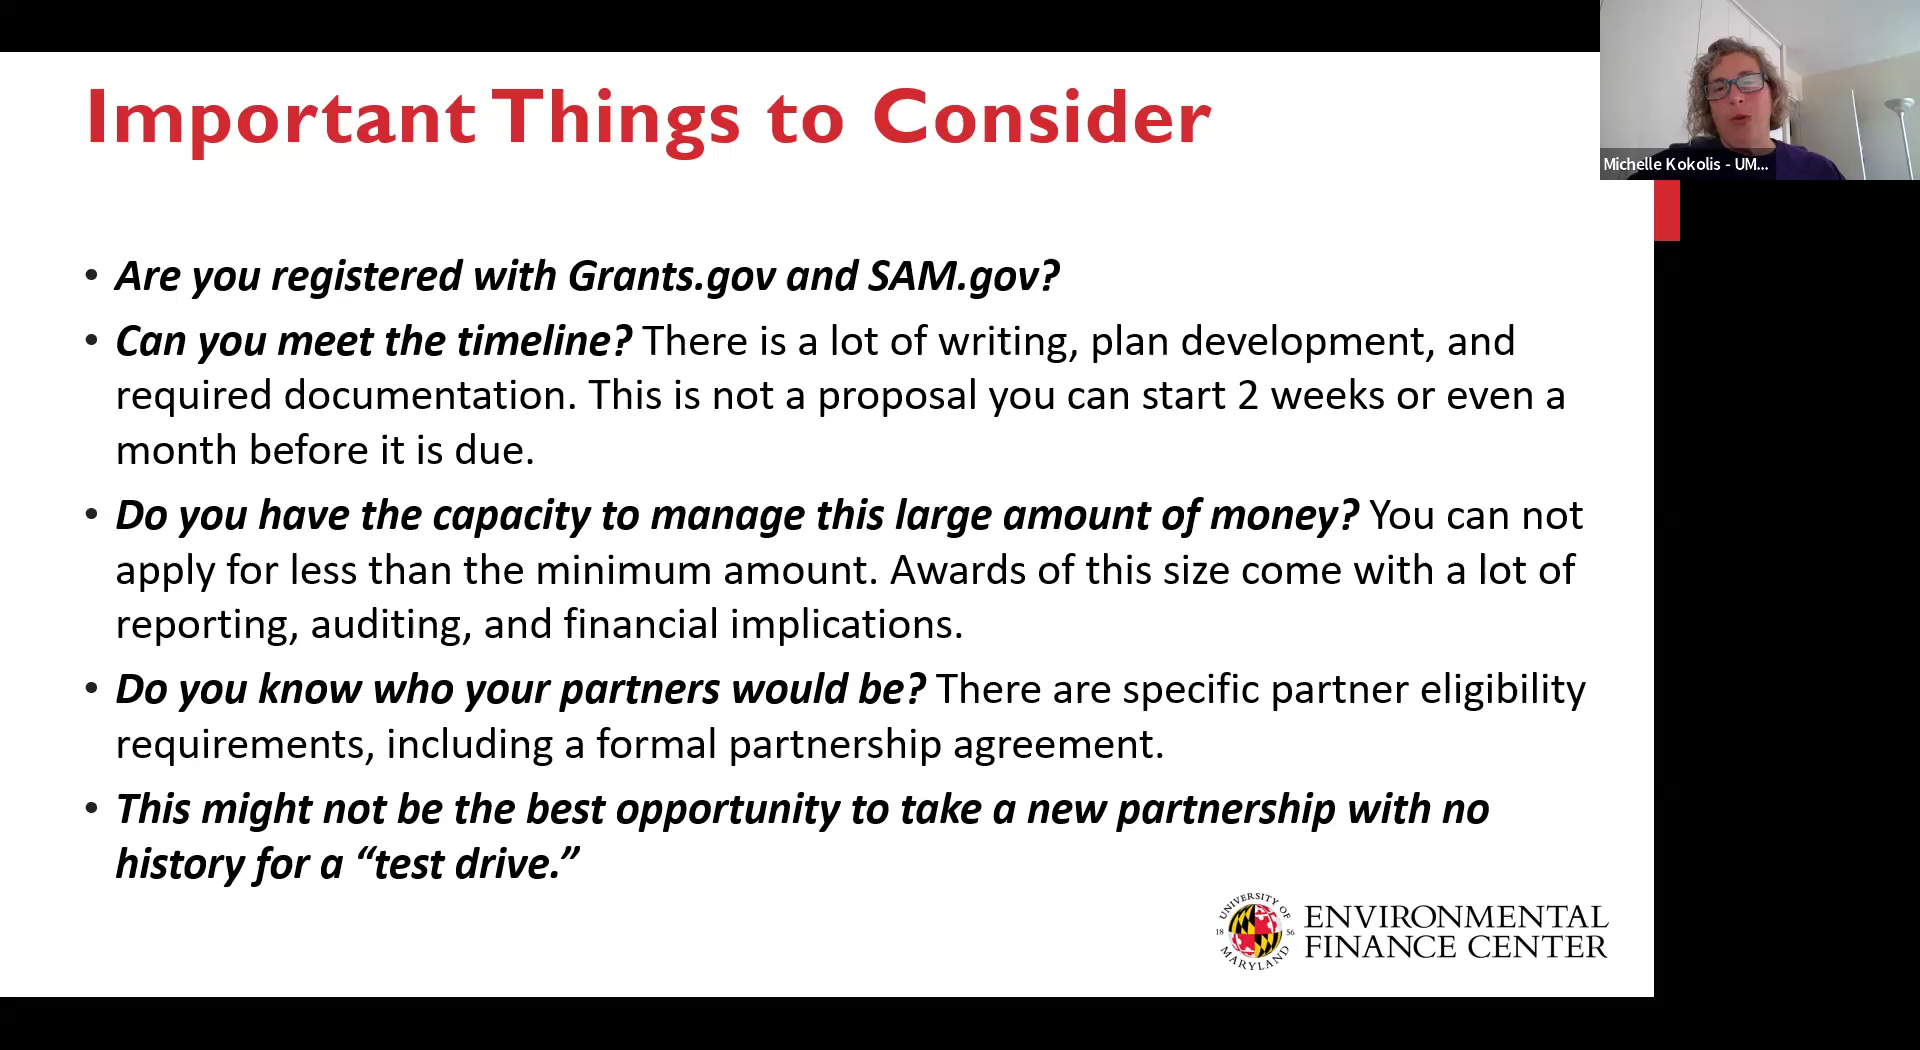 Important Things to Consider
Michelle Kokolis - UM...
• Are you registered with Grants.gov and SAM.gov?
• Can you meet the timeline? There is a lot of writing, plan development, and
required documentation. This is not a proposal you can start 2 weeks or even a
month before it is due.
• Do you have the capacity to manage this large amount of money? You can not
apply for less than the minimum amount. Awards of this size come with a lot of
reporting, auditing, and financial implications.
• Do you know who your partners would be? There are specific partner eligibility
requirements, including a formal partnership agreement.
• This might not be the best opportunity to take a new partnership with no
history for a “test drive.”
UNIVERSITY OF
18 56
MARYLAND
ENVIRONMENTAL
FINANCE CENTER